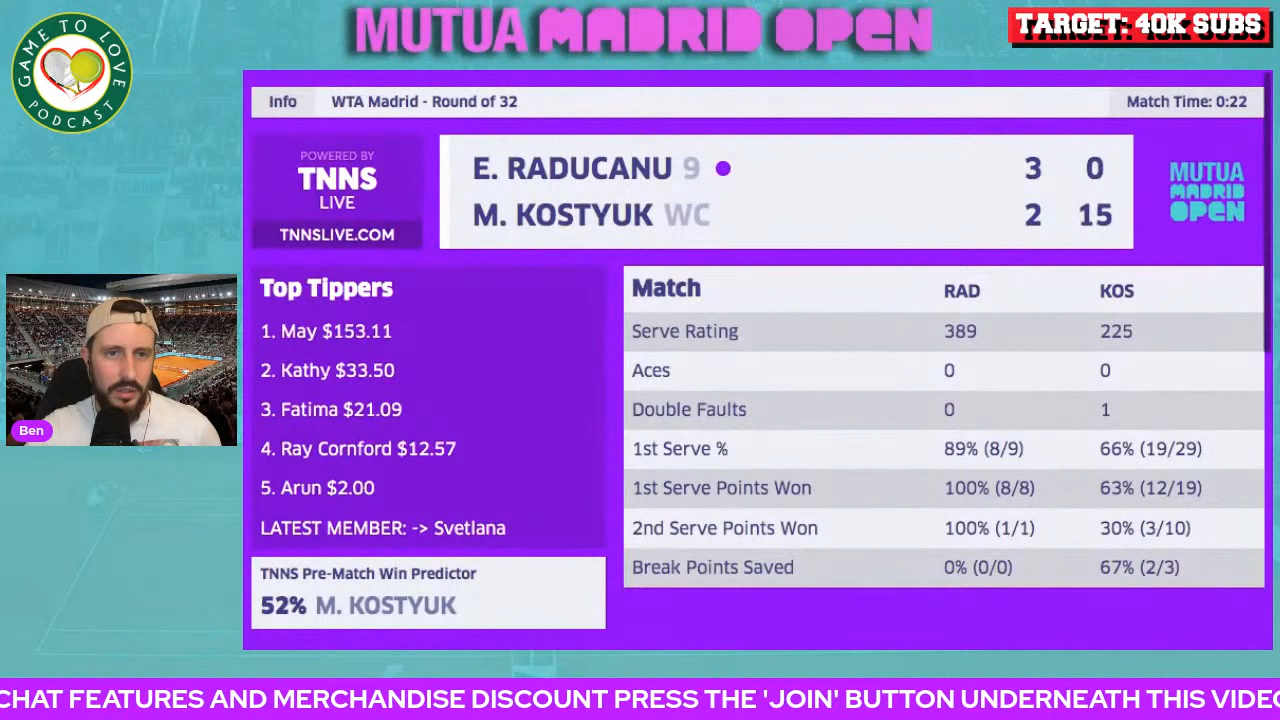 GAME TO LOVE
PODCAST
MUTUA MADRID OPEN
TARGET: 40K SUBS
Info WTA Madrid - Round of 32 Match Time: 0:22
POWERED BY
TNNS
LIVE
TNNSLIVE.COM
E. RADUCANU 9 3 0
M. KOSTYUK WC 2 15
MUTUA
MADRID
OPEN
Top Tippers
1. May $153.11
2. Kathy $33.50
3. Fatima $21.09
4. Ray Cornford $12.57
5. Arun $2.00
LATEST MEMBER: -> Svetlana
TNNS Pre-Match Win Predictor
52% M. KOSTYUK
Match RAD KOS
Serve Rating 389 225
Aces 0 0
Double Faults 0 1
1st Serve % 89% (8/9) 66% (19/29)
1st Serve Points Won 100% (8/8) 63% (12/19)
2nd Serve Points Won 100% (1/1) 30% (3/10)
Break Points Saved 0% (0/0) 67% (2/3)
Ben
CHAT FEATURES AND MERCHANDISE DISCOUNT PRESS THE 'JOIN' BUTTON UNDERNEATH THIS VIDEO